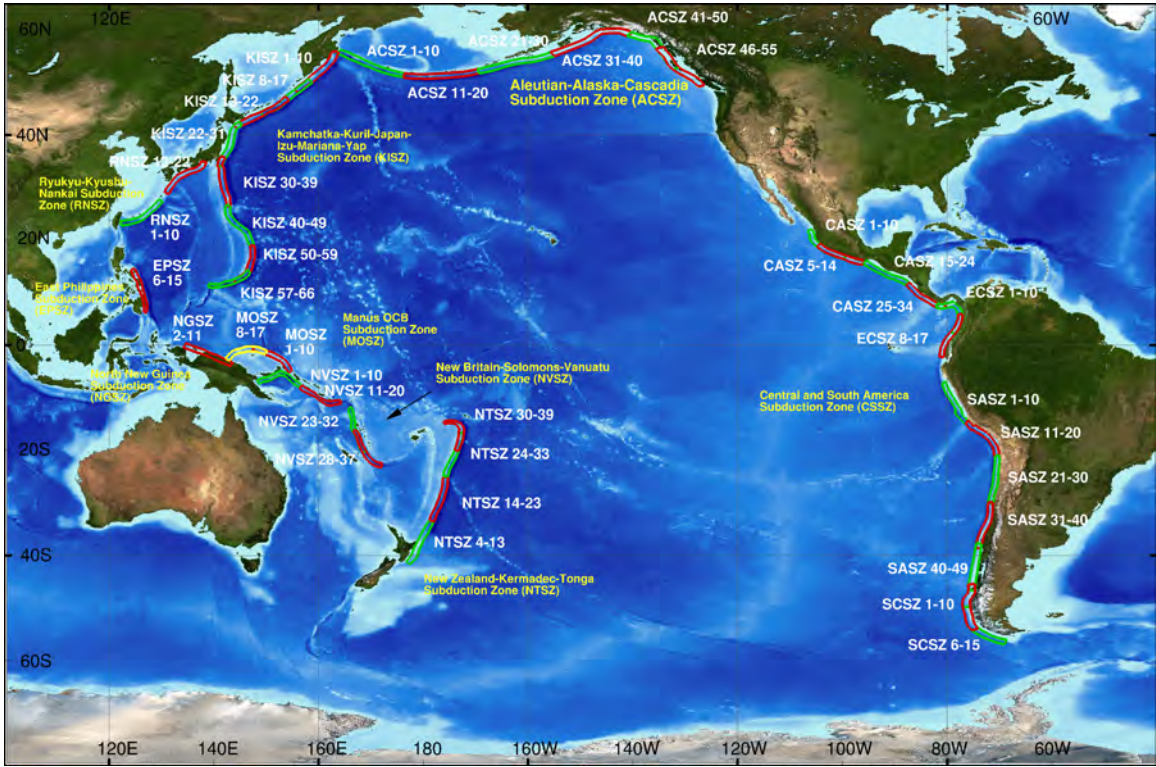 120E
60W
60N
ACSZ 41-50
ACSZ 1-10
ACSZ 21-30
ACSZ 46-55
KISZ 1-10
ACSZ 31-40
KISZ 8-17
ACSZ 11-20
Aleutian-Alaska-Cascadia
Subduction Zone (ACSZ)
KISZ 13-22
40N
KISZ 22-31
Kamchatka-Kuril-Japan-
Izu-Mariana-Yap
Subduction Zone (KISZ)
RNSZ 13-22
Ryukyu-Kyushu-
Nankai Subduction
Zone (RNSZ)
KISZ 30-39
RNSZ
1-10
KISZ 40-49
CASZ 1-10
20N
KISZ 50-59
CASZ 5-14
CASZ 15-24
EPSZ
6-15
East Philippines
Subduction Zone
(EPSZ)
KISZ 57-66
ECSZ 1-10
CASZ 25-34
NGSZ
2-11
MOSZ
8-17
Manus OCB
Subduction Zone
(MOSZ)
MOSZ
1-10
ECSZ 8-17
0
North New Guinea
Subduction Zone
(NGSZ)
NVSZ 1-10
NVSZ 11-20
New Britain-Solomons-Vanuatu
Subduction Zone (NVSZ)
Central and South America
Subduction Zone (CSSZ)
SASZ 1-10
NVSZ 23-32
NTSZ 30-39
SASZ 11-20
20S
NVSZ 28-37
NTSZ 24-33
SASZ 21-30
NTSZ 14-23
SASZ 31-40
NTSZ 4-13
40S
SASZ 40-49
New Zealand-Kermadec-Tonga
Subduction Zone (NTSZ)
SCSZ 1-10
SCSZ 6-15
60S
120E
140E
160E
180
160W
140W
120W
100W
80W
60W